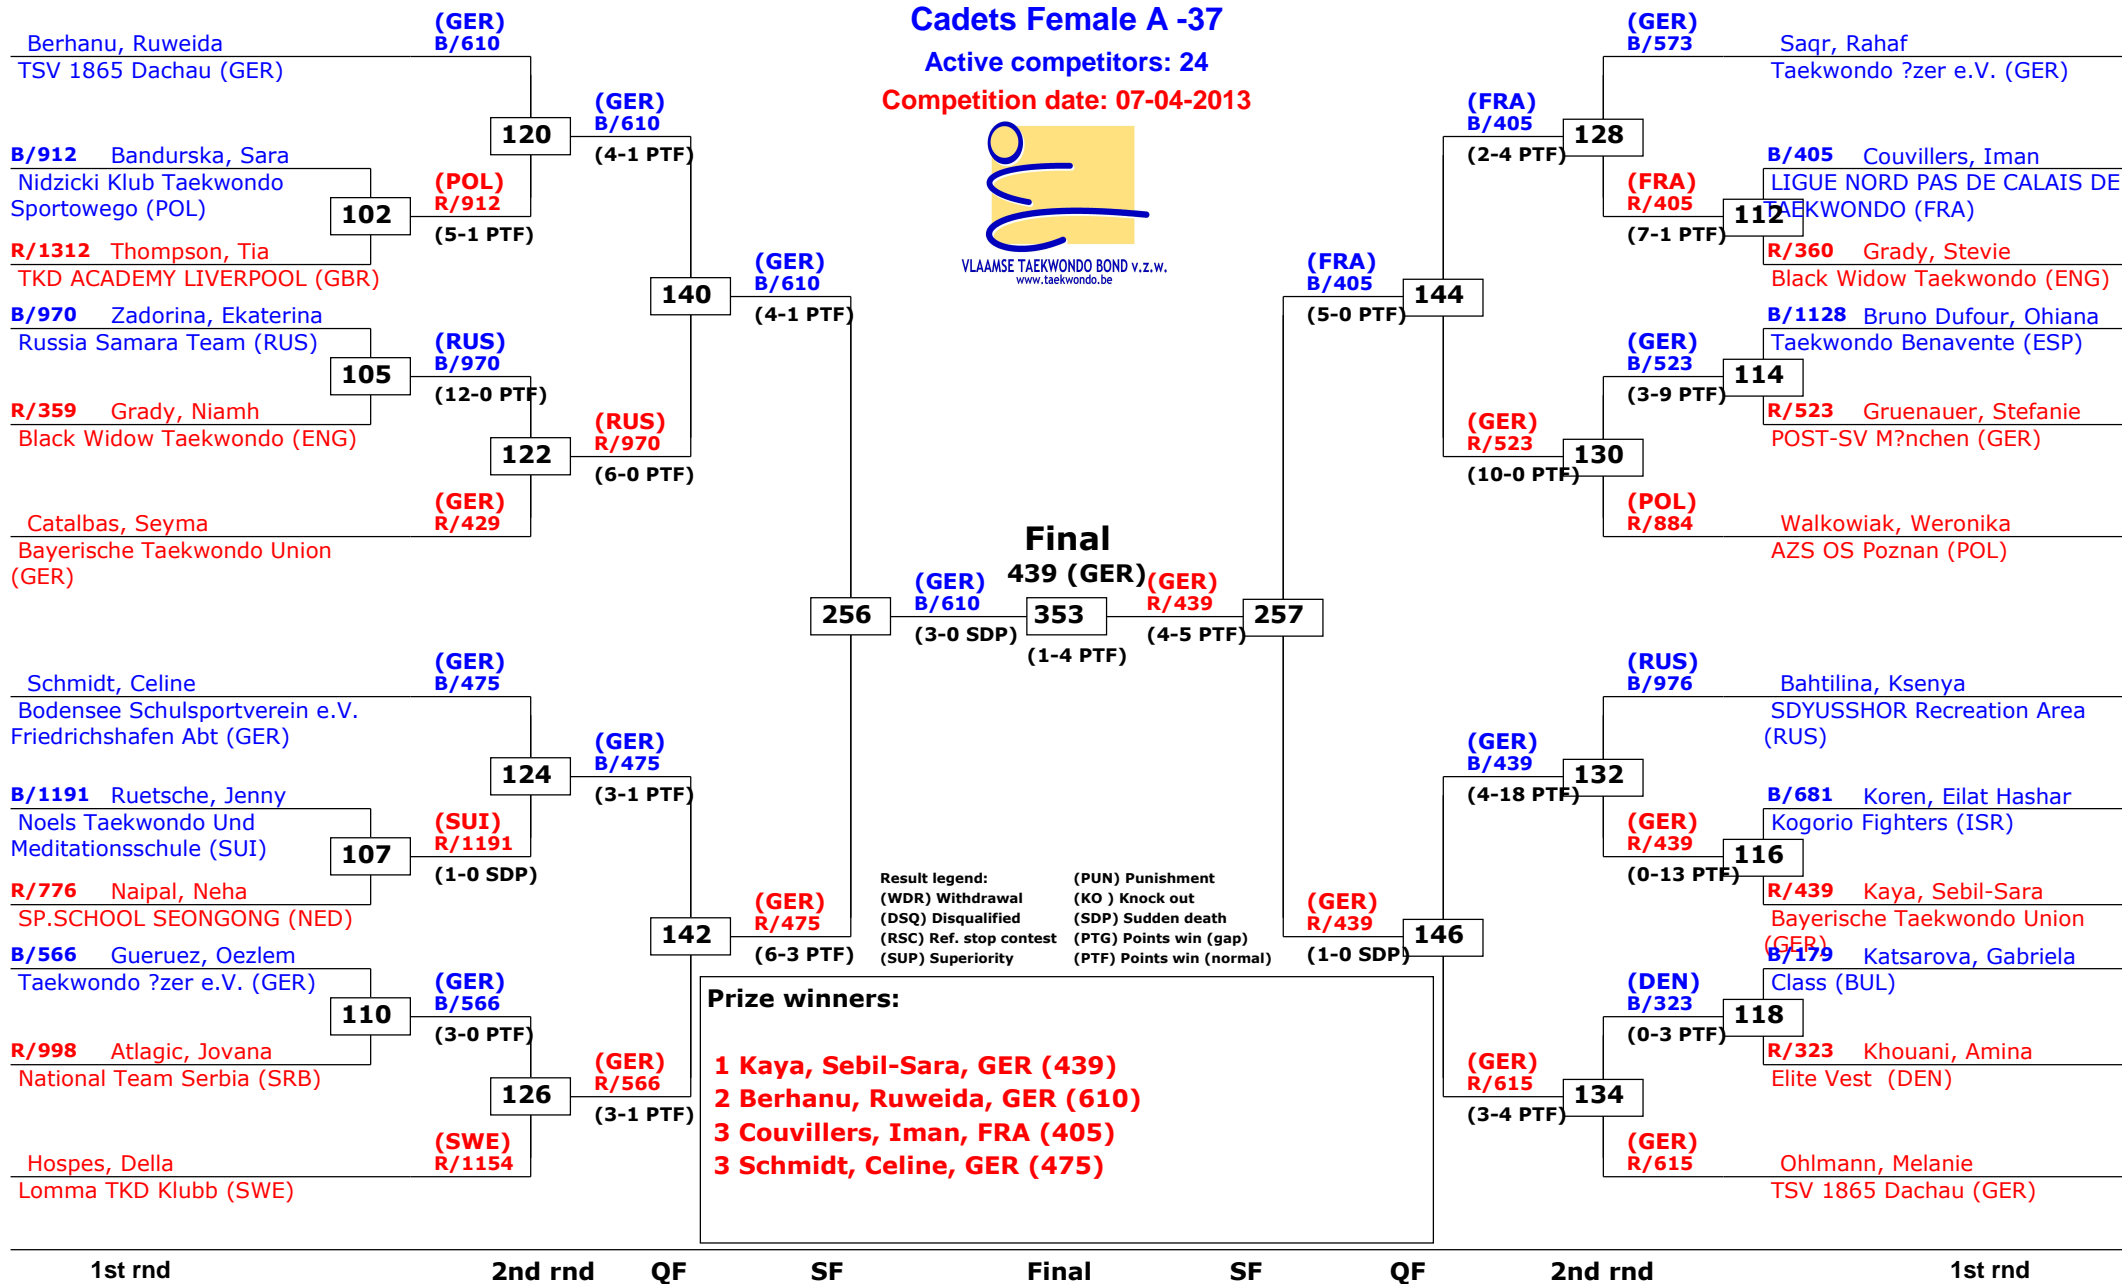 Cadets Female A -37
Active competitors: 24
Competition date: 07-04-2013
VLAAMSE TAEKWONDO BOND v.z.w.
www.taekwondo.be
Berhanu, Ruweida
TSV 1865 Dachau (GER)
(GER)
B/610
B/912 Bandurska, Sara
Nidzicki Klub Taekwondo
Sportowego (POL)
102
(POL)
R/912
(5-1 PTF)
R/1312 Thompson, Tia
TKD ACADEMY LIVERPOOL (GBR)
120
(GER)
B/610
(4-1 PTF)
B/970 Zadorina, Ekaterina
Russia Samara Team (RUS)
105
(RUS)
B/970
(12-0 PTF)
R/359 Grady, Niamh
Black Widow Taekwondo (ENG)
122
(RUS)
R/970
(6-0 PTF)
(GER)
R/429
Catalbas, Seyma
Bayerische Taekwondo Union
(GER)
140
(GER)
B/610
(4-1 PTF)
Schmidt, Celine
Bodensee Schulsportverein e.V.
Friedrichshafen Abt (GER)
(GER)
B/475
124
(GER)
B/475
(3-1 PTF)
B/1191 Ruetsche, Jenny
Noels Taekwondo Und
Meditationsschule (SUI)
107
(SUI)
R/1191
(1-0 SDP)
R/776 Naipal, Neha
SP.SCHOOL SEONGONG (NED)
142
(GER)
R/475
(6-3 PTF)
B/566 Gueruez, Oezlem
Taekwondo ?zer e.V. (GER)
110
(GER)
B/566
(3-0 PTF)
R/998 Atlagic, Jovana
National Team Serbia (SRB)
126
(GER)
R/566
(3-1 PTF)
(SWE)
R/1154
Hospes, Della
Lomma TKD Klubb (SWE)
256
(GER)
B/610
(3-0 SDP)
Final
439 (GER)
353
(1-4 PTF)
(GER)
R/439
(4-5 PTF)
257
(GER)
B/573
Saqr, Rahaf
Taekwondo ?zer e.V. (GER)
(FRA)
B/405
(2-4 PTF)
128
B/405 Couvillers, Iman
LIGUE NORD PAS DE CALAIS DE
TAEKWONDO (FRA)
(FRA)
R/405
(7-1 PTF)
112
R/360 Grady, Stevie
Black Widow Taekwondo (ENG)
(FRA)
B/405
(5-0 PTF)
144
B/1128 Bruno Dufour, Ohiana
Taekwondo Benavente (ESP)
(GER)
B/523
(3-9 PTF)
114
R/523 Gruenauer, Stefanie
POST-SV M?nchen (GER)
(GER)
R/523
(10-0 PTF)
130
(POL)
R/884
Walkowiak, Weronika
AZS OS Poznan (POL)
(RUS)
B/976
Bahtilina, Ksenya
SDYUSSHOR Recreation Area
(RUS)
(GER)
B/439
(4-18 PTF)
132
B/681 Koren, Eilat Hashar
Kogorio Fighters (ISR)
(GER)
R/439
(0-13 PTF)
116
R/439 Kaya, Sebil-Sara
Bayerische Taekwondo Union
(GER)
(GER)
R/439
(1-0 SDP)
146
B/179 Katsarova, Gabriela
Class (BUL)
(DEN)
B/323
(0-3 PTF)
118
R/323 Khouani, Amina
Elite Vest (DEN)
(GER)
R/615
(3-4 PTF)
134
(GER)
R/615
Ohlmann, Melanie
TSV 1865 Dachau (GER)
Result legend:
(WDR) Withdrawal
(DSQ) Disqualified
(RSC) Ref. stop contest
(SUP) Superiority
(PUN) Punishment
(KO ) Knock out
(SDP) Sudden death
(PTG) Points win (gap)
(PTF) Points win (normal)
Prize winners:
1 Kaya, Sebil-Sara, GER (439)
2 Berhanu, Ruweida, GER (610)
3 Couvillers, Iman, FRA (405)
3 Schmidt, Celine, GER (475)
1st rnd 2nd rnd QF SF Final SF QF 2nd rnd 1st rnd